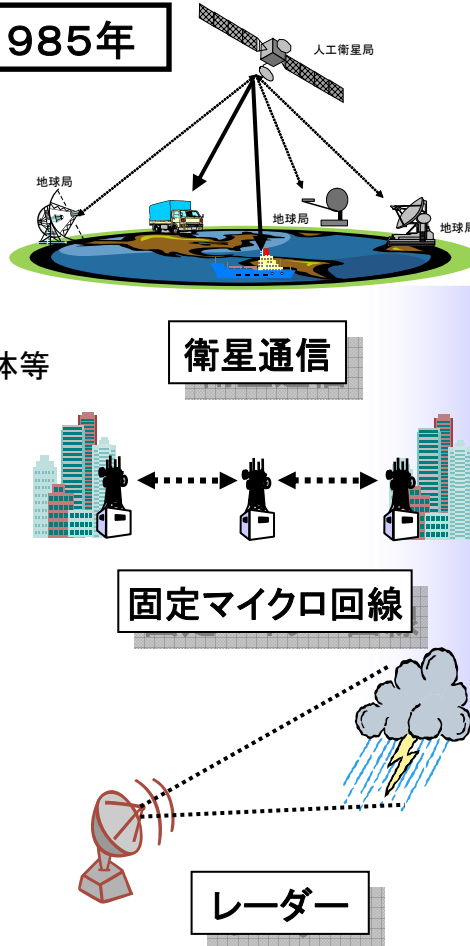 985年
人工衛星局
地球局
地球局
地球局
衛星通信
体等
固定マイクロ回線
レーダー